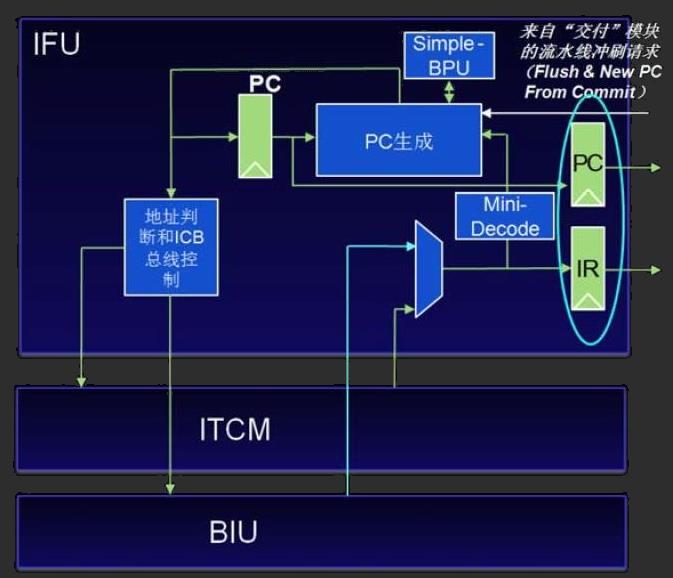 IFU
Simple-
BPU
来自“交付”模块
的流水线冲刷请求
（Flush & New PC
From Commit）
PC
PC生成
PC
地址判
断和ICB
总线控
制
Mini-
Decode
IR
ITCM
BIU